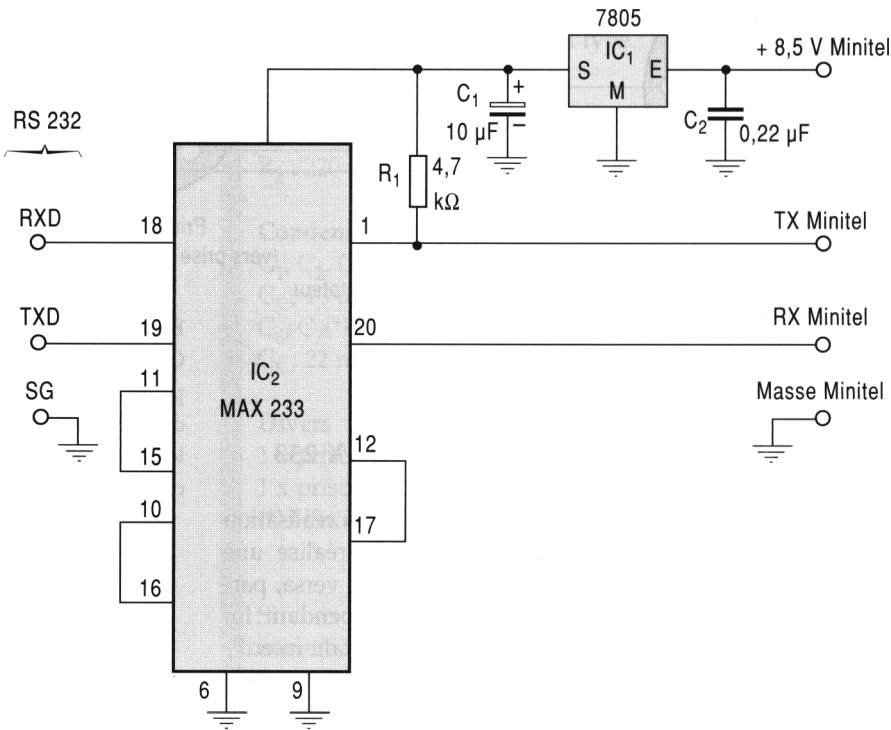 7805
IC1
S
E
M
+ 8,5 V Minitel
C1
+
10 µF
−
C2
0,22 µF
RS 232
R1
4,7
kΩ
RXD
18
1
TX Minitel
TXD
19
20
RX Minitel
11
IC2
MAX 233
SG
Masse Minitel
12
15
10
17
16
6
9